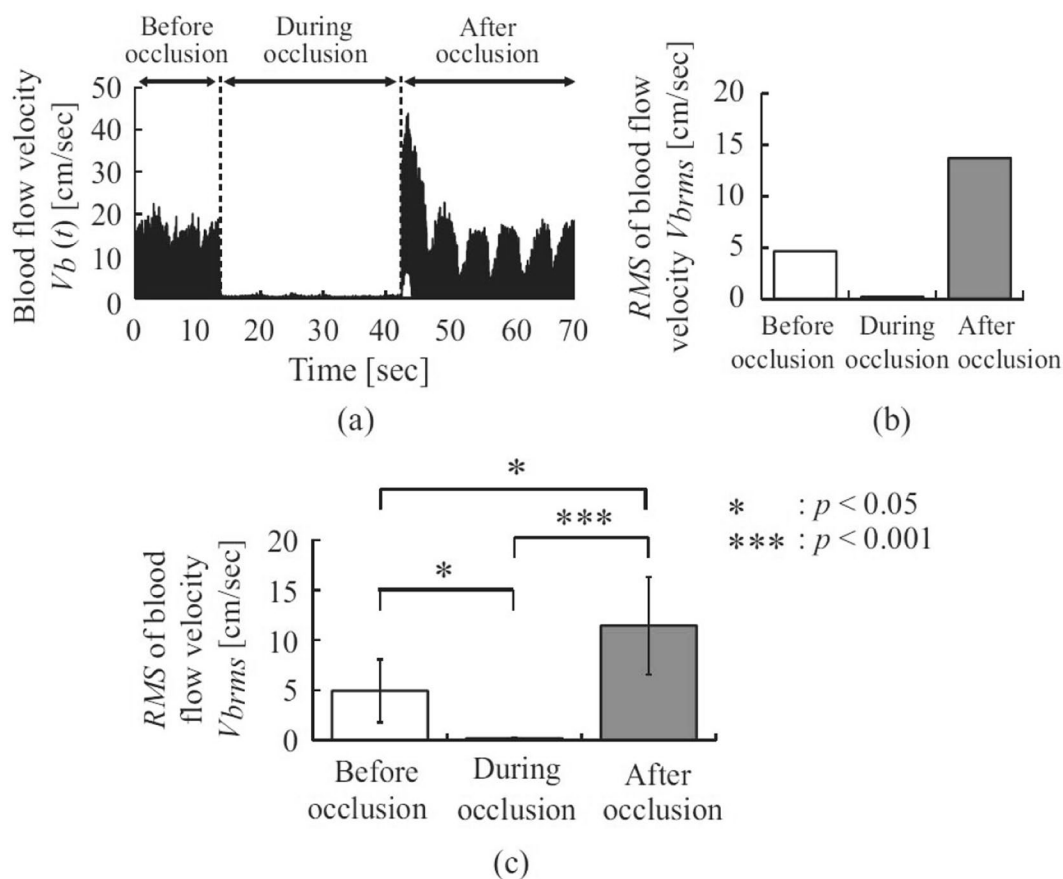 Before occlusion
During occlusion
After occlusion
Blood flow velocity
Vb (t) [cm/sec]
50
40
30
20
10
0
0 10 20 30 40 50 60 70
Time [sec]
(a)
RMS of blood flow
velocity Vbrms [cm/sec]
20
15
10
5
0
Before occlusion
During occlusion
After occlusion
(b)
*
***
*
* : p < 0.05
*** : p < 0.001
RMS of blood
flow velocity
Vbrms [cm/sec]
20
15
10
5
0
Before occlusion
During occlusion
After occlusion
(c)